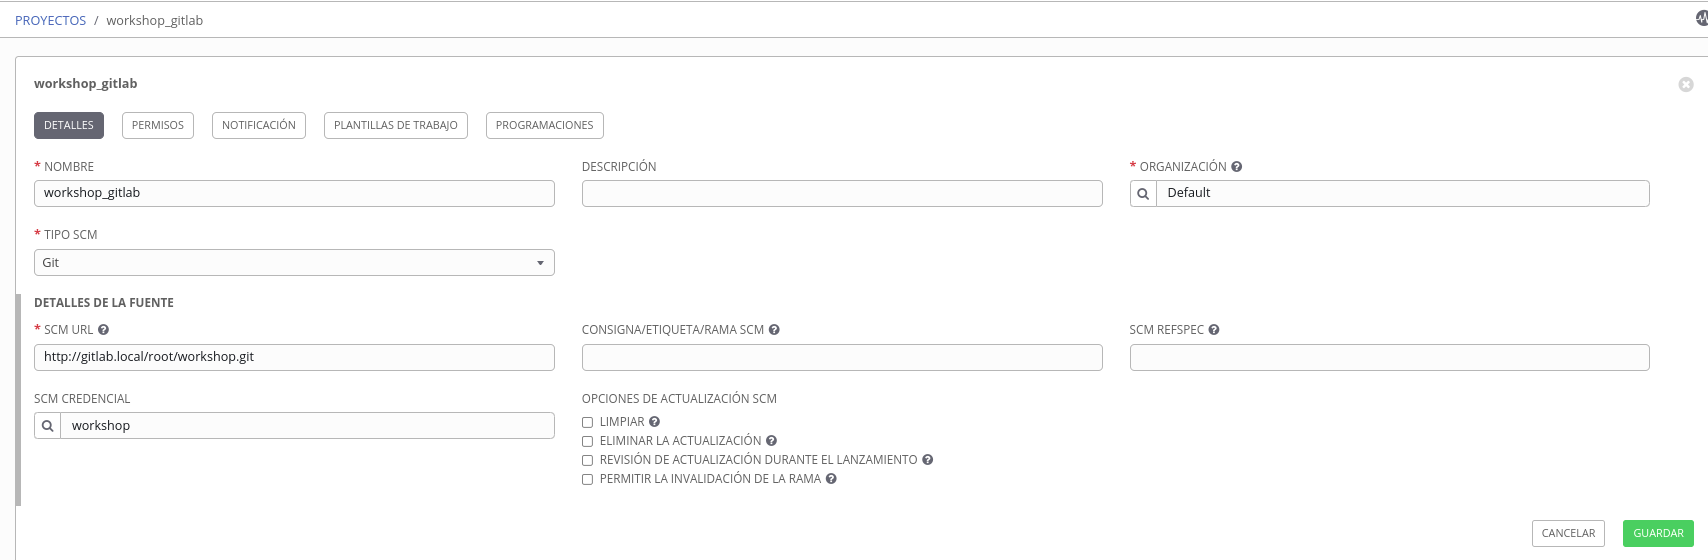 PROYECTOS / workshop_gitlab
workshop_gitlab
DETALLES PERMISOS NOTIFICACIÓN PLANTILLAS DE TRABAJO PROGRAMACIONES
* NOMBRE DESCRIPCIÓN * ORGANIZACIÓN ?
workshop_gitlab Default
* TIPO SCM
Git
DETALLES DE LA FUENTE
* SCM URL ? CONSIGNA/ETIQUETA/RAMA SCM ? SCM REFSPEC ?
http://gitlab.local/root/workshop.git
SCM CREDENCIAL OPCIONES DE ACTUALIZACIÓN SCM
workshop
LIMPIAR ?
ELIMINAR LA ACTUALIZACIÓN ?
REVISIÓN DE ACTUALIZACIÓN DURANTE EL LANZAMIENTO ?
PERMITIR LA INVALIDACIÓN DE LA RAMA ?
CANCELAR GUARDAR